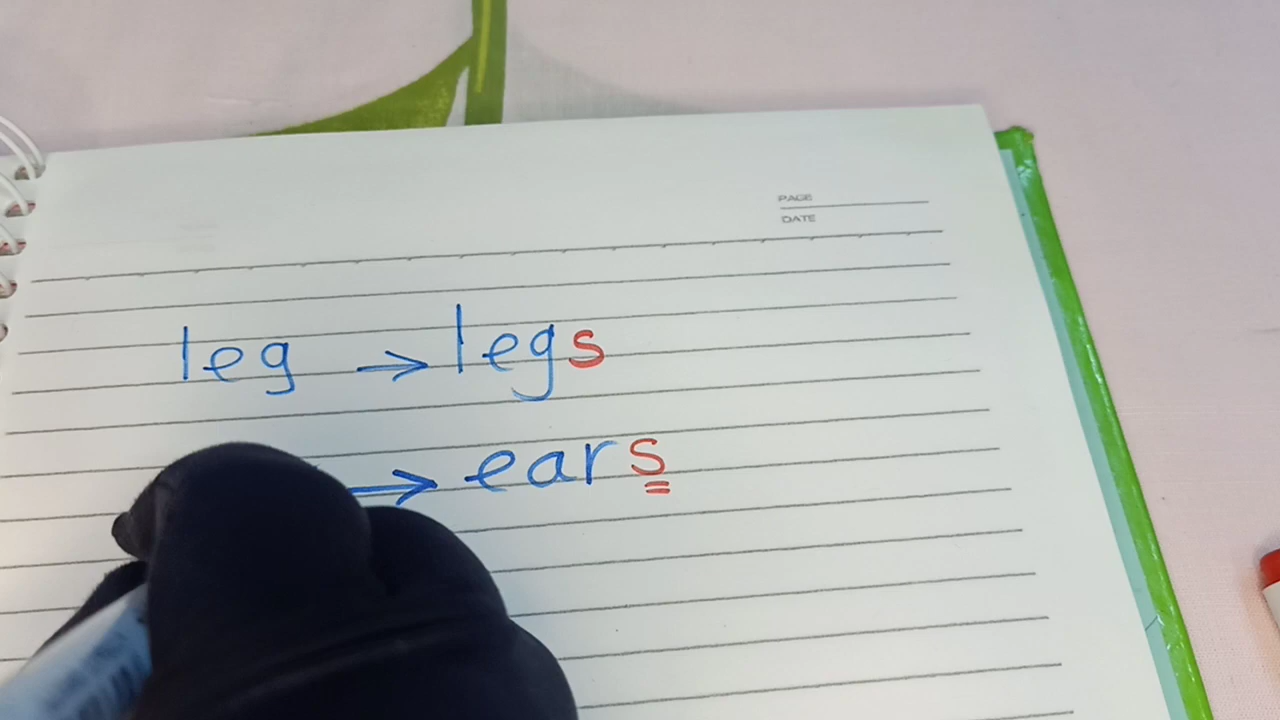 PAGE
DATE
leg → legs
→ ears